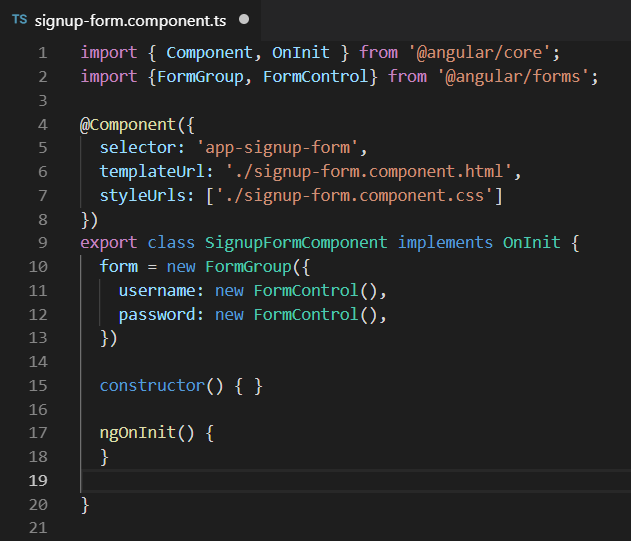 TS signup-form.component.ts ●
1 import { Component, OnInit } from '@angular/core';
2 import {FormGroup, FormControl} from '@angular/forms';
3
4 @Component({
5   selector: 'app-signup-form',
6   templateUrl: './signup-form.component.html',
7   styleUrls: ['./signup-form.component.css']
8 })
9 export class SignupFormComponent implements OnInit {
10   form = new FormGroup({
11     username: new FormControl(),
12     password: new FormControl(),
13   })
14
15   constructor() { }
16
17   ngOnInit() {
18   }
19
20 }
21